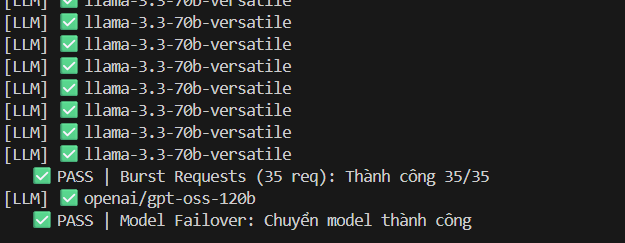 [LLM] ✅ llama-3.3-70b-versatile
[LLM] ✅ llama-3.3-70b-versatile
[LLM] ✅ llama-3.3-70b-versatile
[LLM] ✅ llama-3.3-70b-versatile
[LLM] ✅ llama-3.3-70b-versatile
[LLM] ✅ llama-3.3-70b-versatile
[LLM] ✅ llama-3.3-70b-versatile
[LLM] ✅ llama-3.3-70b-versatile
✅ PASS | Burst Requests (35 req): Thành công 35/35
[LLM] ✅ openai/gpt-oss-120b
✅ PASS | Model Failover: Chuyển model thành công